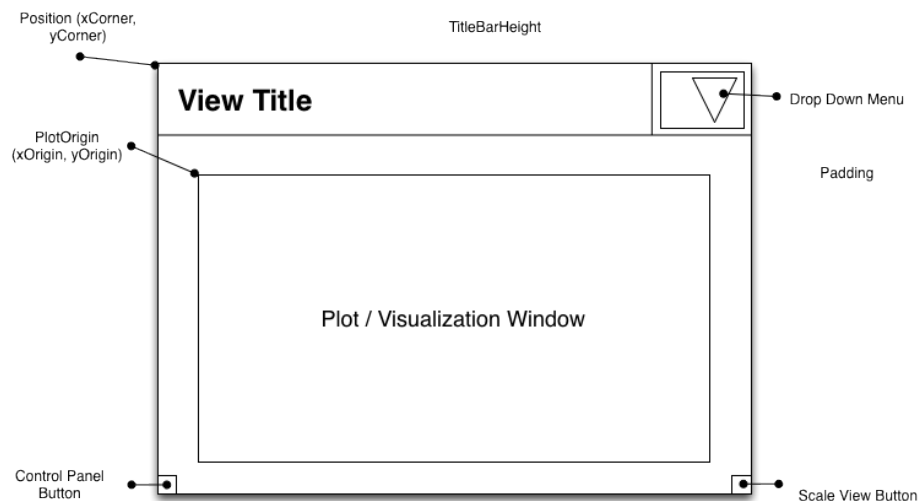 Position (xCorner,
yCorner)
TitleBarHeight
View Title
Drop Down Menu
PlotOrigin
(xOrigin, yOrigin)
Padding
Plot / Visualization Window
Control Panel
Button
Scale View Button